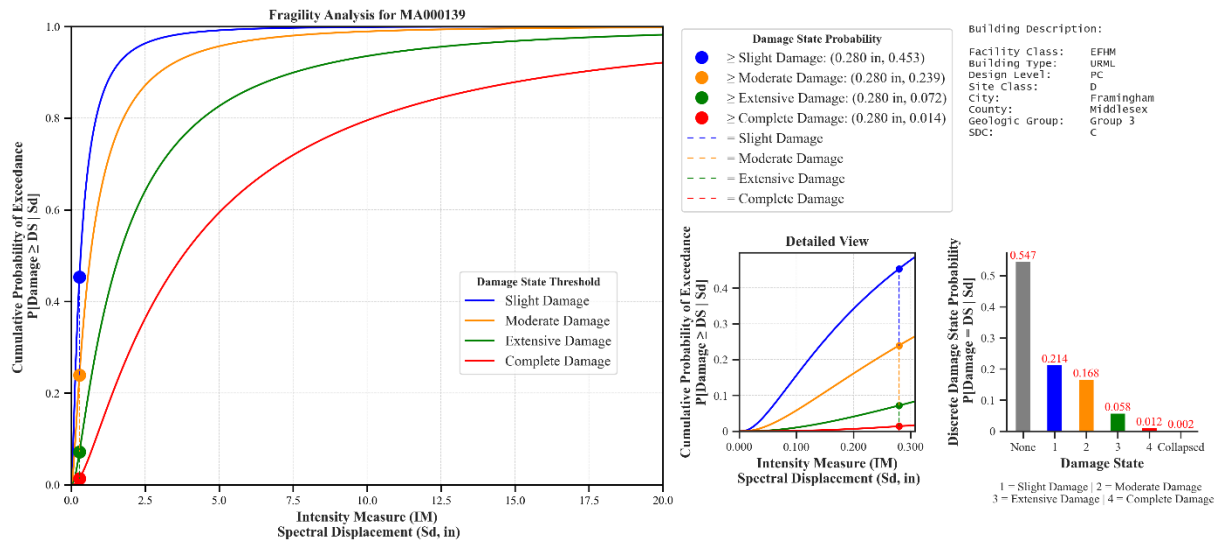 Fragility Analysis for MA000139
Cumulative Probability of Exceedance
P[Damage ≥ DS | Sd]
1.0
0.8
0.6
0.4
0.2
0.0
0.0 2.5 5.0 7.5 10.0 12.5 15.0 17.5 20.0
Intensity Measure (IM)
Spectral Displacement (Sd, in)
Damage State Threshold
Slight Damage
Moderate Damage
Extensive Damage
Complete Damage
Damage State Probability
≥ Slight Damage: (0.280 in, 0.453)
≥ Moderate Damage: (0.280 in, 0.239)
≥ Extensive Damage: (0.280 in, 0.072)
≥ Complete Damage: (0.280 in, 0.014)
= Slight Damage
= Moderate Damage
= Extensive Damage
= Complete Damage
Building Description:
Facility Class: EFHM
Building Type: URML
Design Level: PC
Site Class: D
City: Framingham
County: Middlesex
Geologic Group: Group 3
SDC: C
Detailed View
Cumulative Probability of Exceedance
P[Damage ≥ DS | Sd]
0.4
0.3
0.2
0.1
0
0.000 0.100 0.200 0.300
Intensity Measure (IM)
Spectral Displacement (Sd, in)
Discrete Damage State Probability
P[Damage = DS | Sd]
0.5
0.4
0.3
0.2
0.1
0
0.547
0.214
0.168
0.058
0.012
0.002
None 1 2 3 4 Collapsed
Damage State
1 = Slight Damage | 2 = Moderate Damage
3 = Extensive Damage | 4 = Complete Damage